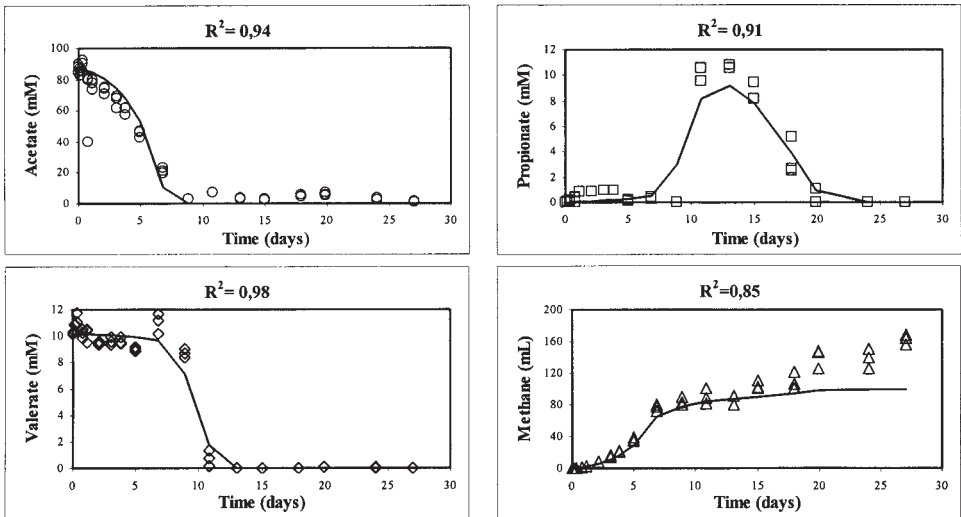 R²= 0,94
Acetate (mM)
100
80
60
40
20
0
0 5 10 15 20 25 30
Time (days)
R²= 0,91
Propionate (mM)
12
10
8
6
4
2
0
0 5 10 15 20 25 30
Time (days)
R²= 0,98
Valerate (mM)
12
10
8
6
4
2
0
0 5 10 15 20 25 30
Time (days)
R²=0,85
Methane (mL)
200
160
120
80
40
0
0 5 10 15 20 25 30
Time (days)